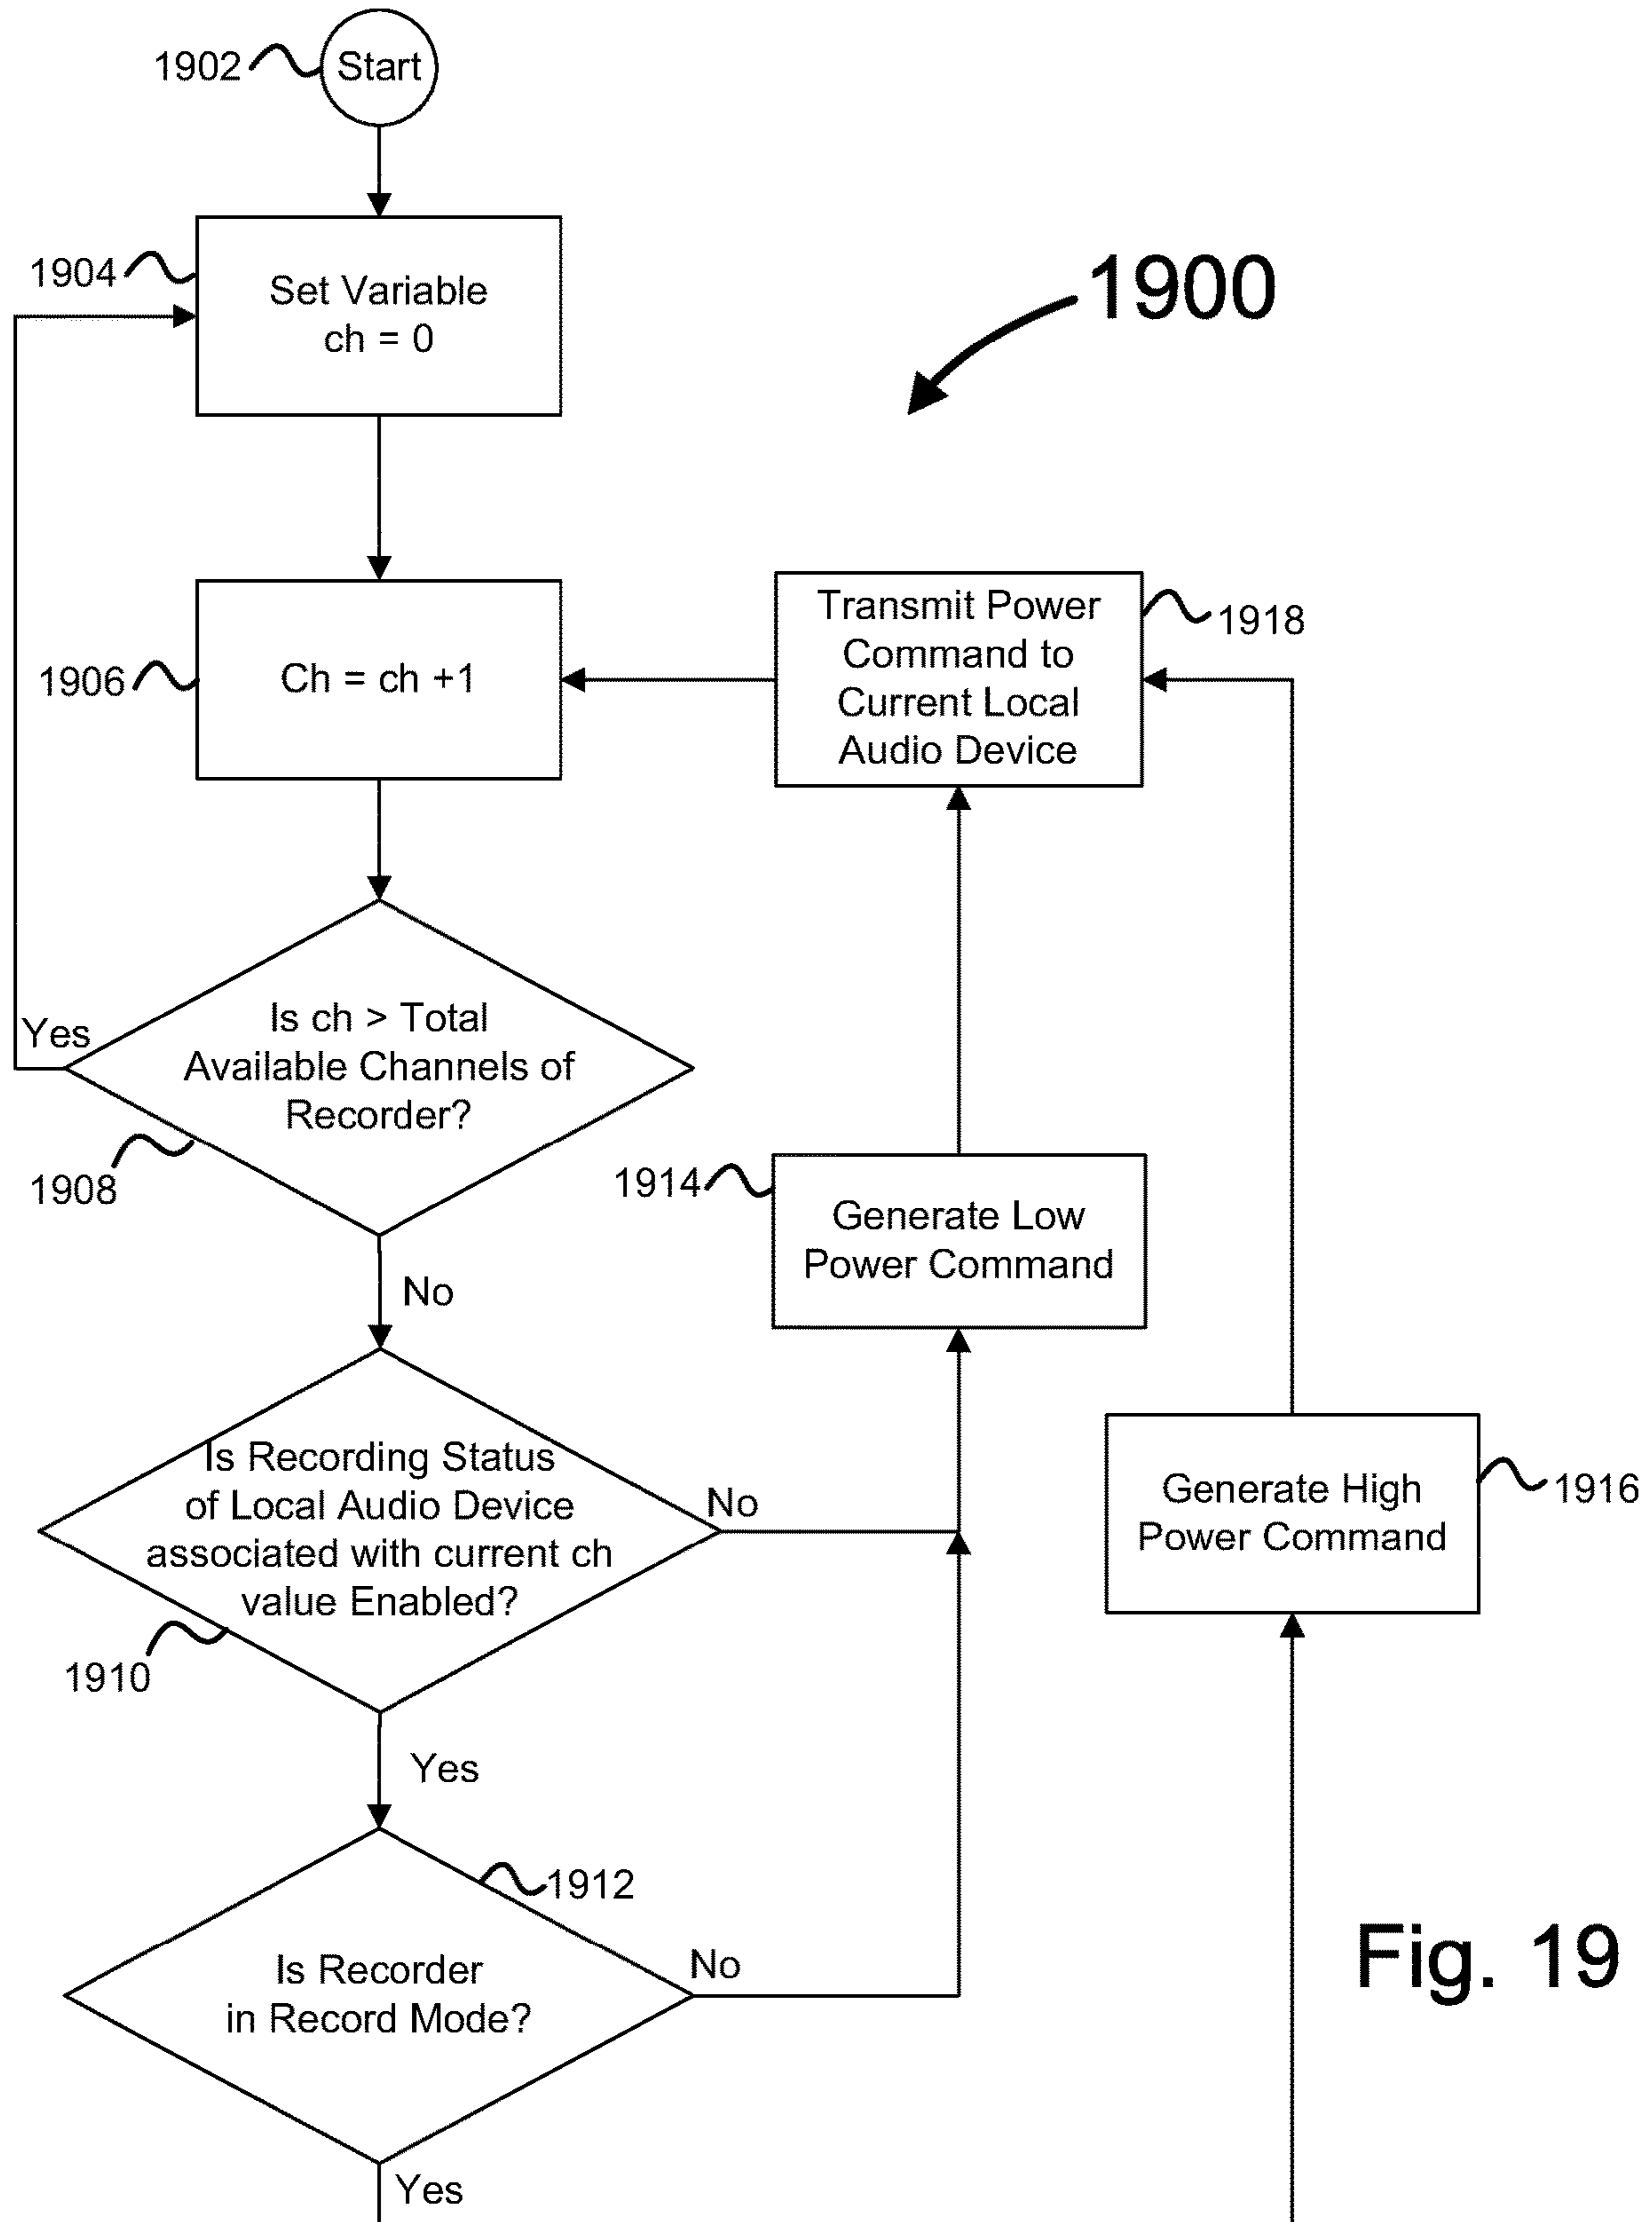 1902
Start
1904
Set Variable
ch = 0
1900
1906
Ch = ch +1
Transmit Power
Command to
Current Local
Audio Device
1918
Is ch > Total
Available Channels of
Recorder?
Yes
1908
No
1914
Generate Low
Power Command
Is Recording Status
of Local Audio Device
associated with current ch
value Enabled?
No
1910
Yes
Generate High
Power Command
1916
1912
Is Recorder
in Record Mode?
No
Yes
Fig. 19